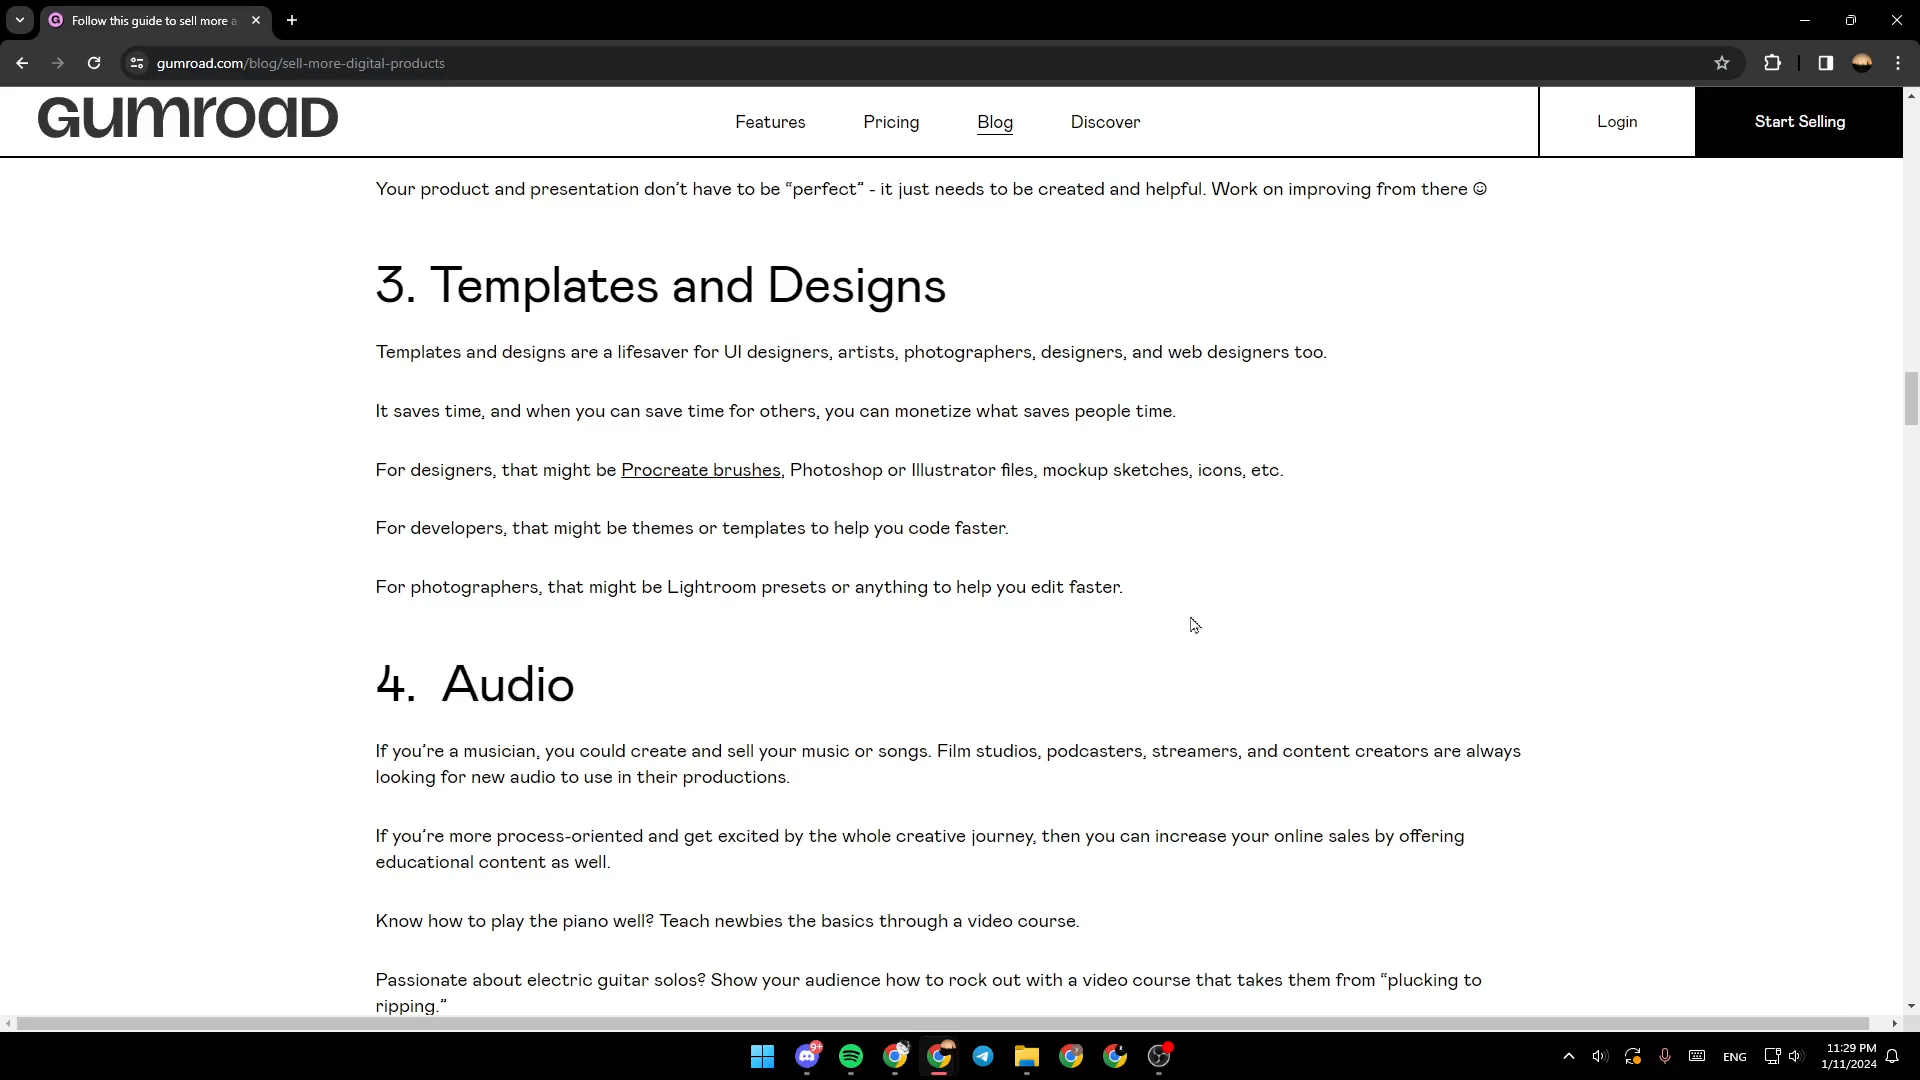 Follow this guide to sell more a
gumroad.com/blog/sell-more-digital-products
GUMROAD
Features
Pricing
Blog
Discover
Login
Start Selling
Your product and presentation don’t have to be “perfect” - it just needs to be created and helpful. Work on improving from there ☺
3. Templates and Designs
Templates and designs are a lifesaver for UI designers, artists, photographers, designers, and web designers too.
It saves time, and when you can save time for others, you can monetize what saves people time.
For designers, that might be Procreate brushes, Photoshop or Illustrator files, mockup sketches, icons, etc.
For developers, that might be themes or templates to help you code faster.
For photographers, that might be Lightroom presets or anything to help you edit faster.
4. Audio
If you’re a musician, you could create and sell your music or songs. Film studios, podcasters, streamers, and content creators are always
looking for new audio to use in their productions.
If you’re more process-oriented and get excited by the whole creative journey, then you can increase your online sales by offering
educational content as well.
Know how to play the piano well? Teach newbies the basics through a video course.
Passionate about electric guitar solos? Show your audience how to rock out with a video course that takes them from “plucking to
ripping.”
9+
ENG
11:29 PM
1/11/2024